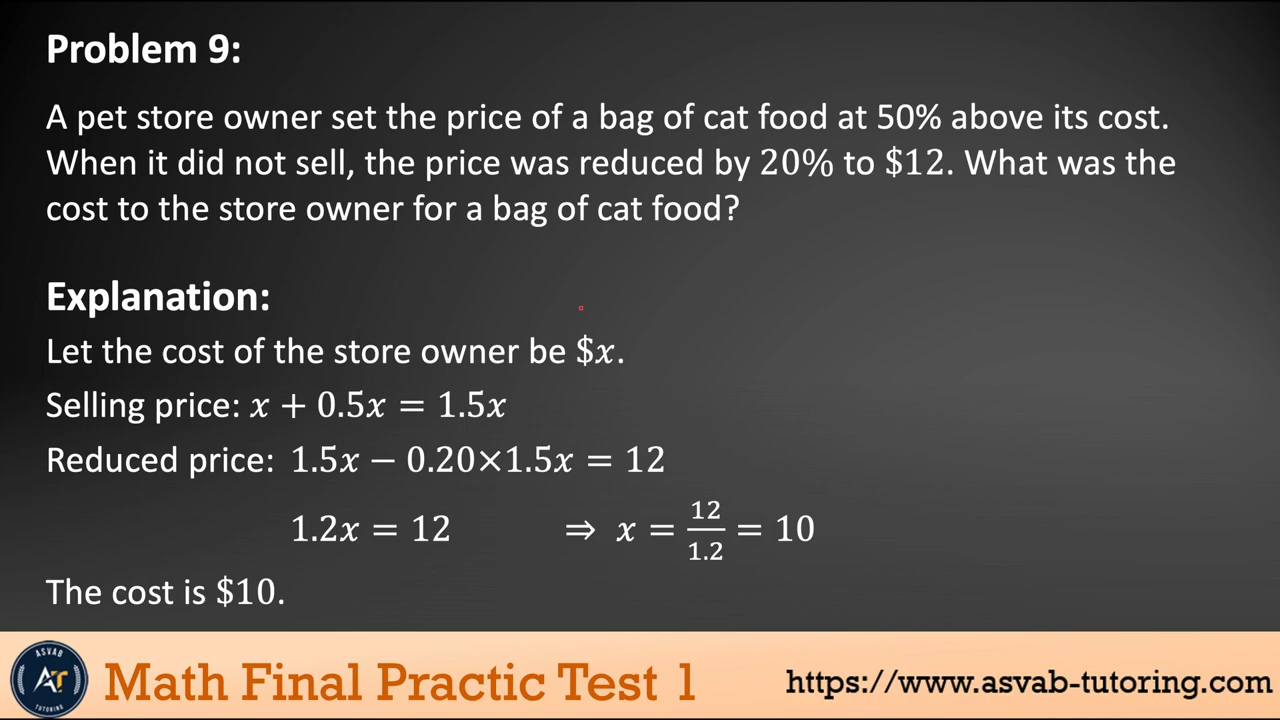 Problem 9:
A pet store owner set the price of a bag of cat food at 50% above its cost.
When it did not sell, the price was reduced by 20% to $12. What was the
cost to the store owner for a bag of cat food?
Explanation:
Let the cost of the store owner be $x.
Selling price: x + 0.5x = 1.5x
Reduced price: 1.5x − 0.20×1.5x = 12
1.2x = 12 ⇒ x = 12/1.2 = 10
The cost is $10.
ASVAB
AT
TUTORING
Math Final Practic Test 1
https://www.asvab-tutoring.com